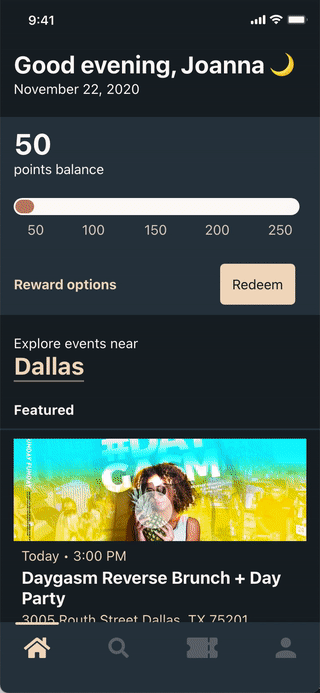 9:41
Good evening, Joanna 🌙
November 22, 2020
50
points balance
50 100 150 200 250
Reward options
Redeem
Explore events near
Dallas
Featured
#DAY
GASM
Today • 3:00 PM
Daygasm Reverse Brunch + Day
Party
3005 Routh Street Dallas, TX 75201